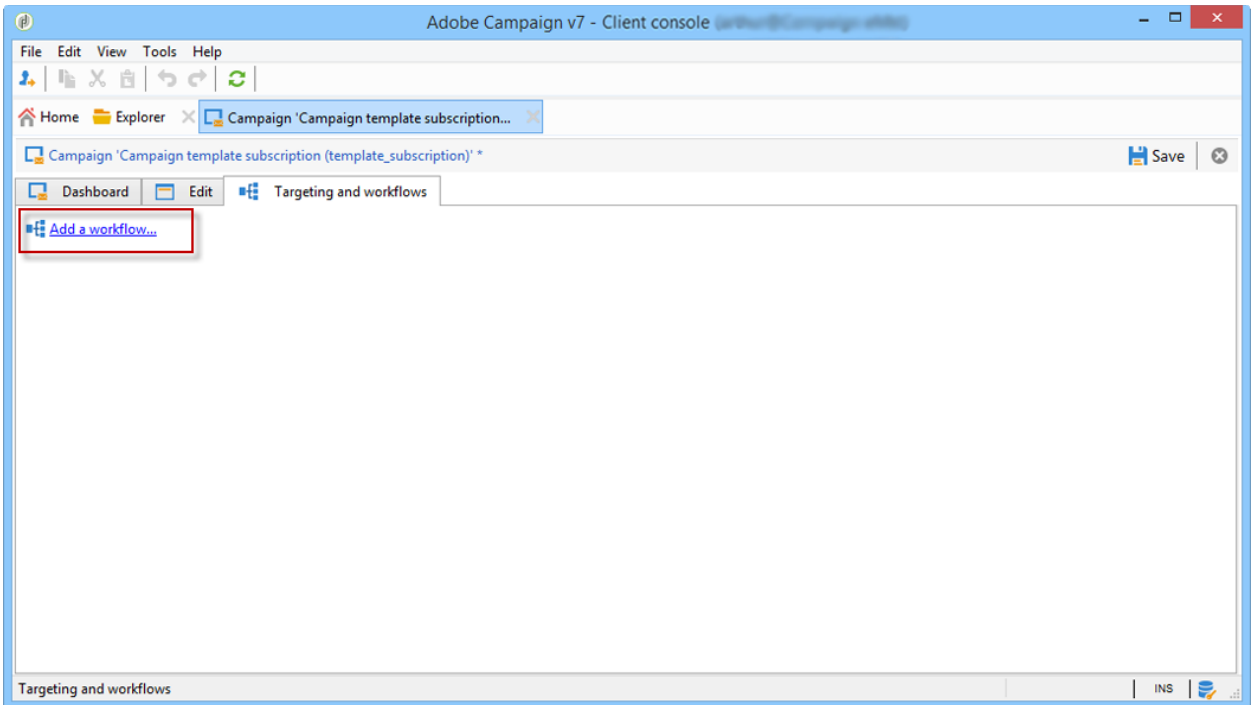 Adobe Campaign v7 - Client console
File Edit View Tools Help
Home Explorer Campaign 'Campaign template subscription...
Campaign 'Campaign template subscription (template_subscription)' * Save
Dashboard Edit Targeting and workflows
Add a workflow...
Targeting and workflows INS